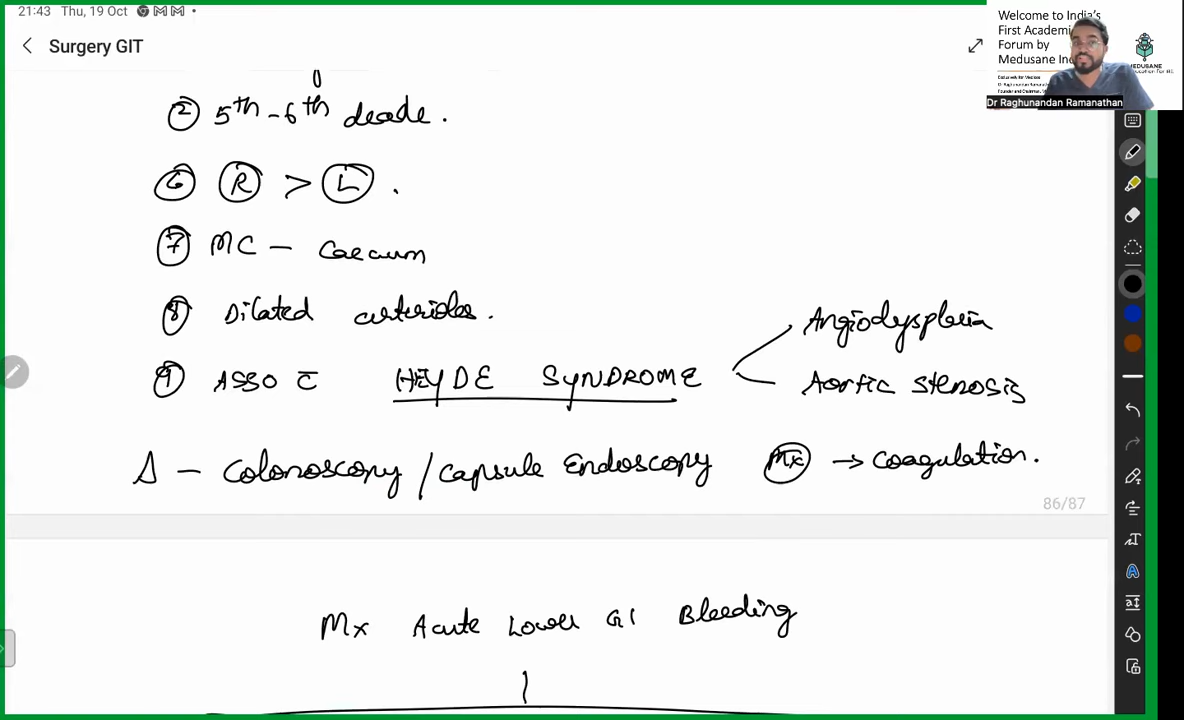 21:43 Thu, 19 Oct
Surgery GIT
Welcome to India's
First Academi
Forum by
Medusane In
Dr Raghunandan Ramanathan
② 5th - 6th decade.
⑥ Ⓡ > Ⓛ.
⑦ MC - Caecum
⑧ Dilated arterioles.
⑨ ASSO c̄ HEYDE SYNDROME
Angiodysplasia
Aortic stenosis
Δ - Colonoscopy / Capsule Endoscopy Mx → Coagulation.
86/87
Mx Acute Lower GI Bleeding